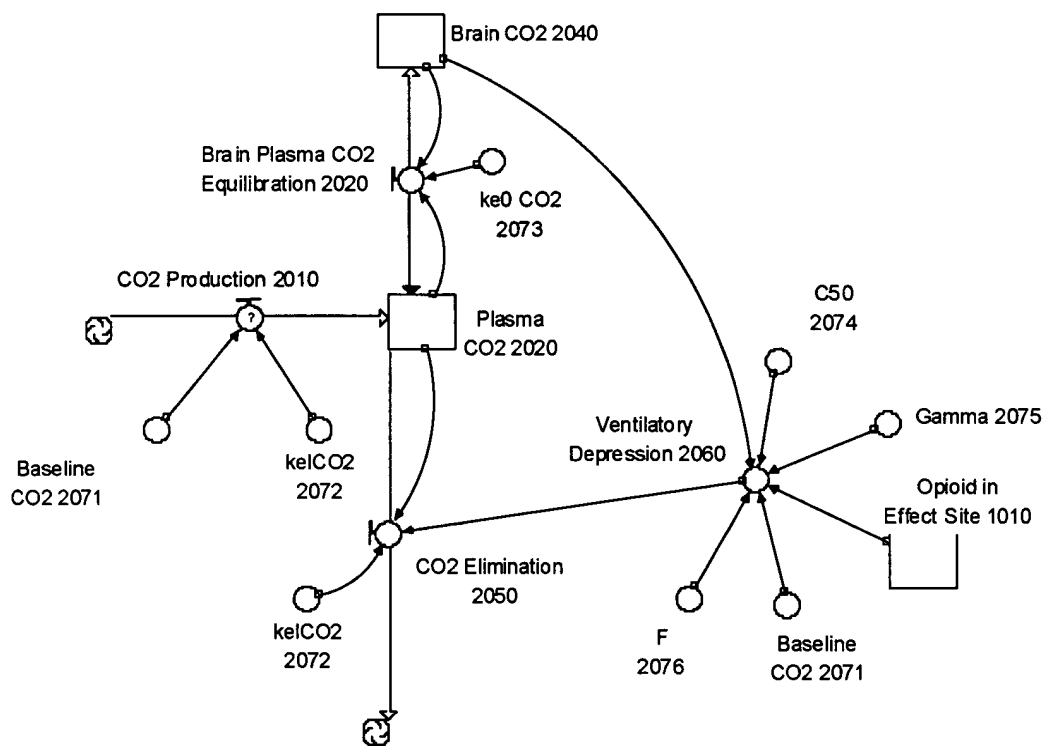 Brain CO2 2040
Brain Plasma CO2
Equilibration 2020
ke0 CO2
2073
CO2 Production 2010
?
Plasma
CO2 2020
C50
2074
Baseline
CO2 2071
kelCO2
2072
Ventilatory
Depression 2060
Gamma 2075
Opioid in
Effect Site 1010
CO2 Elimination
2050
kelCO2
2072
F
2076
Baseline
CO2 2071